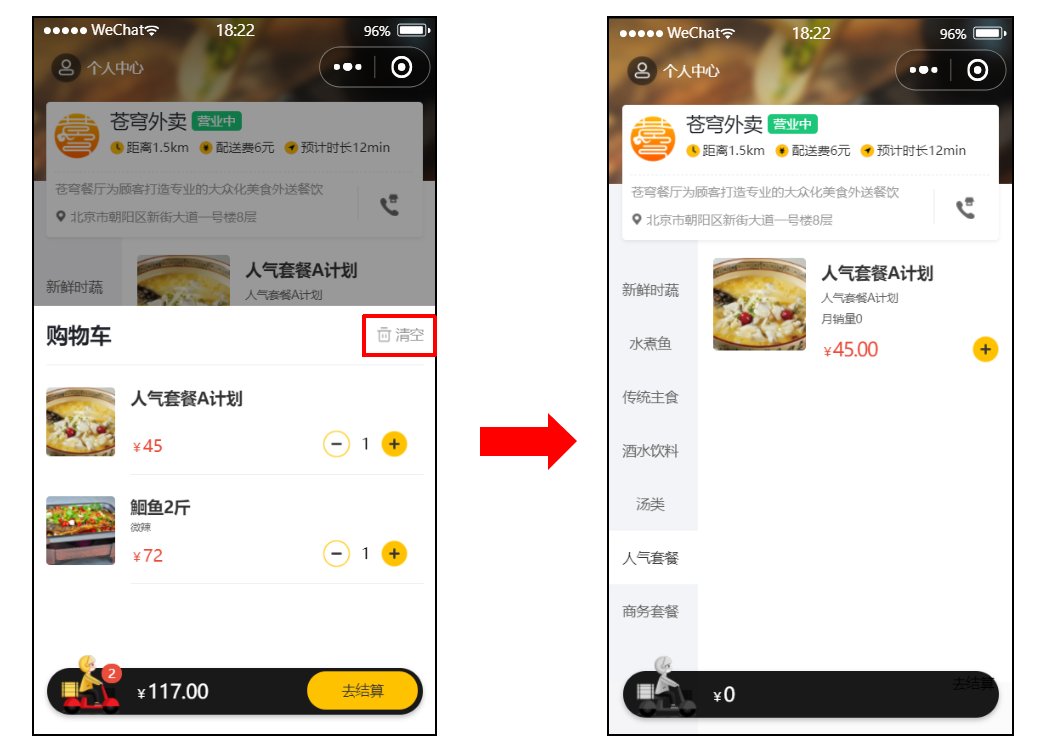 ●●●●● WeChat 18:22 96%
个人中心
苍穹外卖 营业中
距离1.5km 配送费6元 预计时长12min
苍穹餐厅为顾客打造专业的大众化美食外送餐饮
北京市朝阳区新街大道一号楼8层
新鲜时蔬
人气套餐A计划
人气套餐A计划
购物车 清空
人气套餐A计划
¥45 1
鮰鱼2斤
微辣
¥72 1
2
¥117.00 去结算
●●●●● WeChat 18:22 96%
个人中心
苍穹外卖 营业中
距离1.5km 配送费6元 预计时长12min
苍穹餐厅为顾客打造专业的大众化美食外送餐饮
北京市朝阳区新街大道一号楼8层
新鲜时蔬
水煮鱼
传统主食
酒水饮料
汤类
人气套餐
商务套餐
人气套餐A计划
人气套餐A计划
月销量0
¥45.00
¥0 去结算